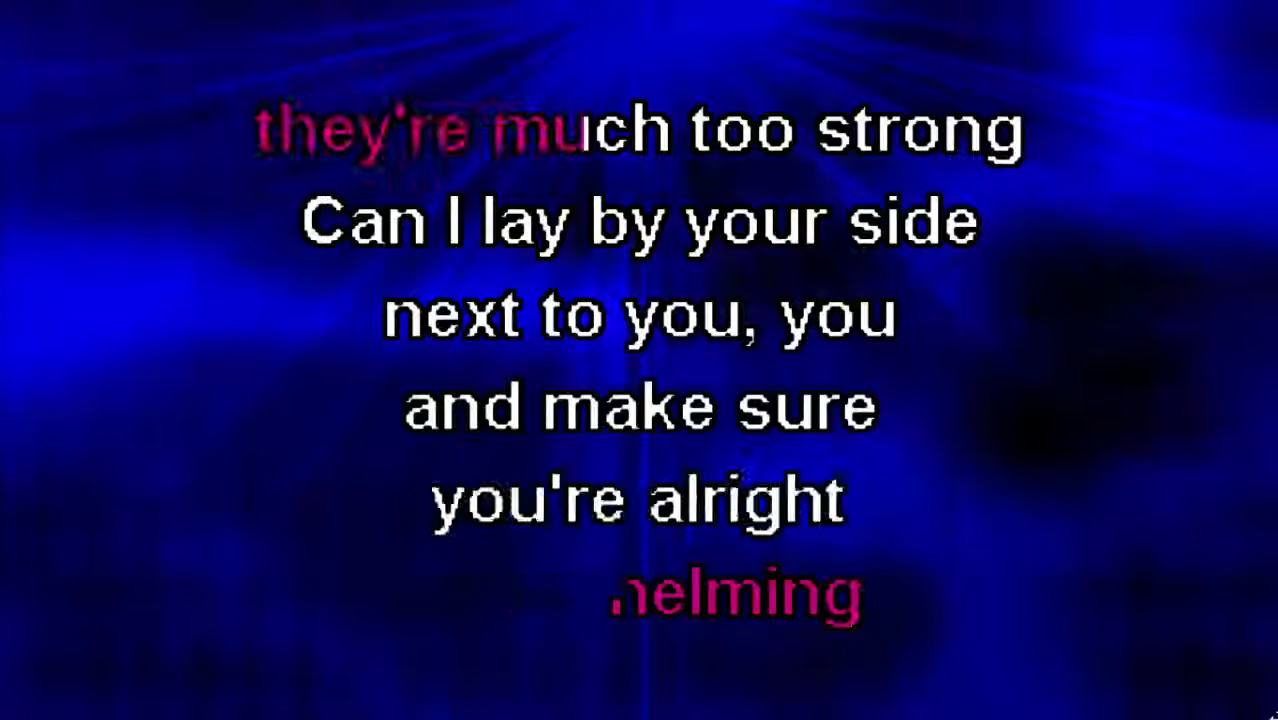 they're much too strong
Can I lay by your side
next to you, you
and make sure
you're alright
helming